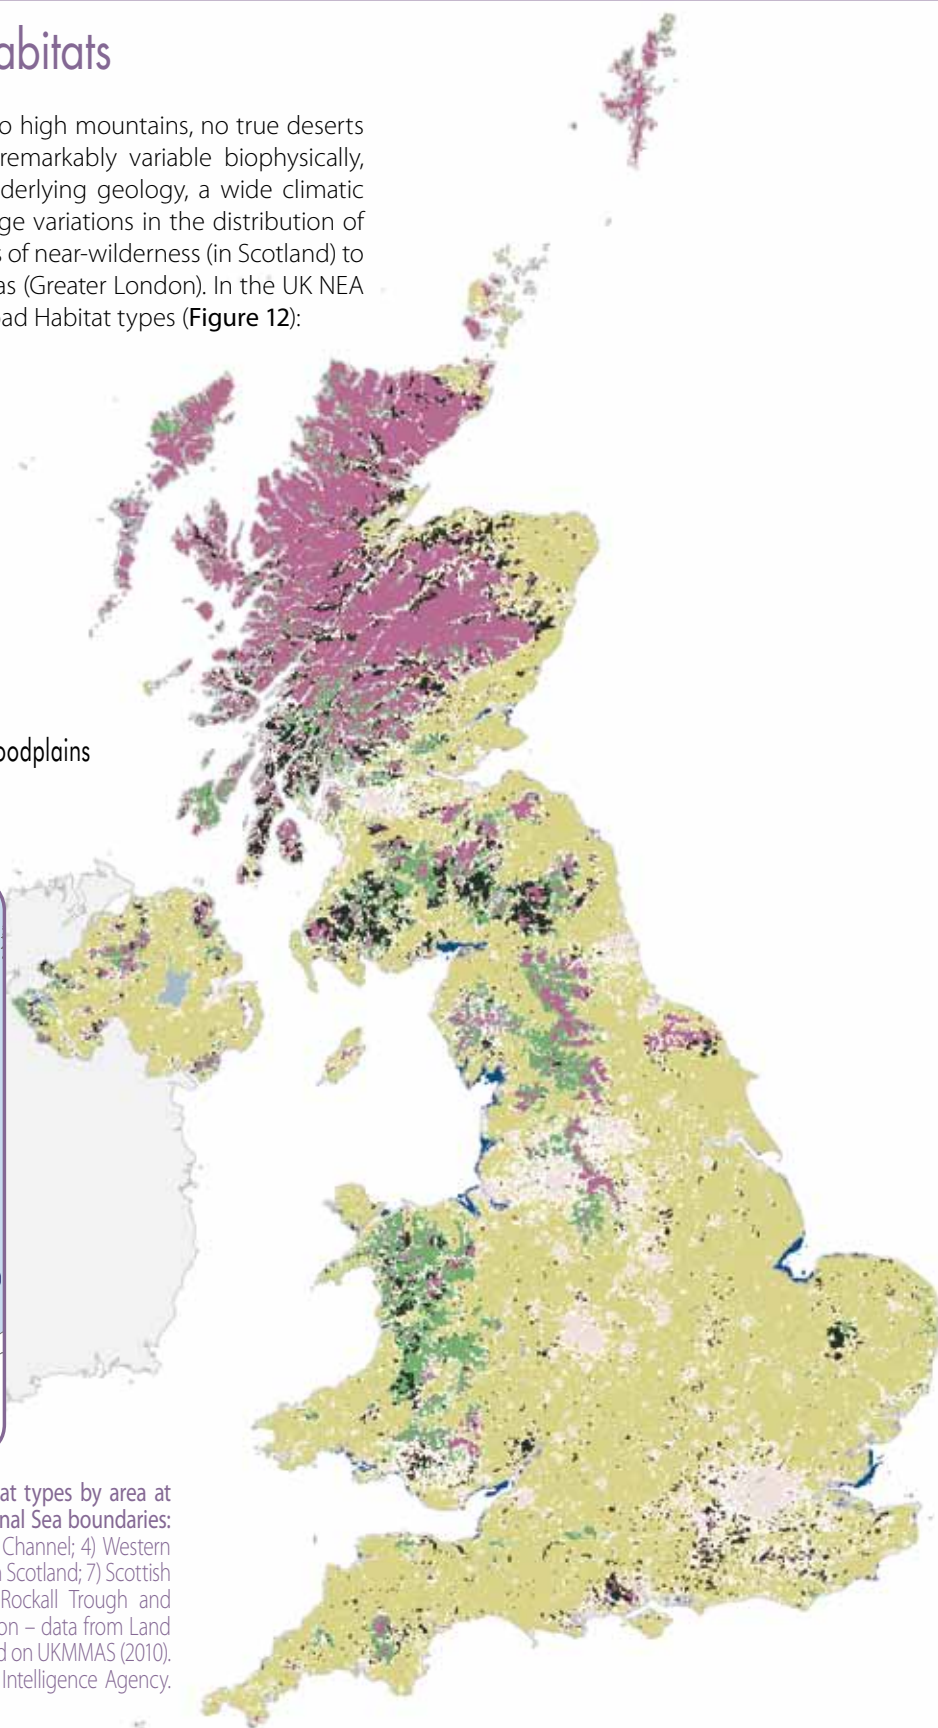 abitats
o high mountains, no true deserts
remarkably variable biophysically,
derlying geology, a wide climatic
ge variations in the distribution of
s of near-wilderness (in Scotland) to
as (Greater London). In the UK NEA
ad Habitat types (Figure 12):
oodplains
at types by area at
nal Sea boundaries:
Channel; 4) Western
Scotland; 7) Scottish
Rockall Trough and
on – data from Land
d on UKMMAS (2010).
Intelligence Agency.